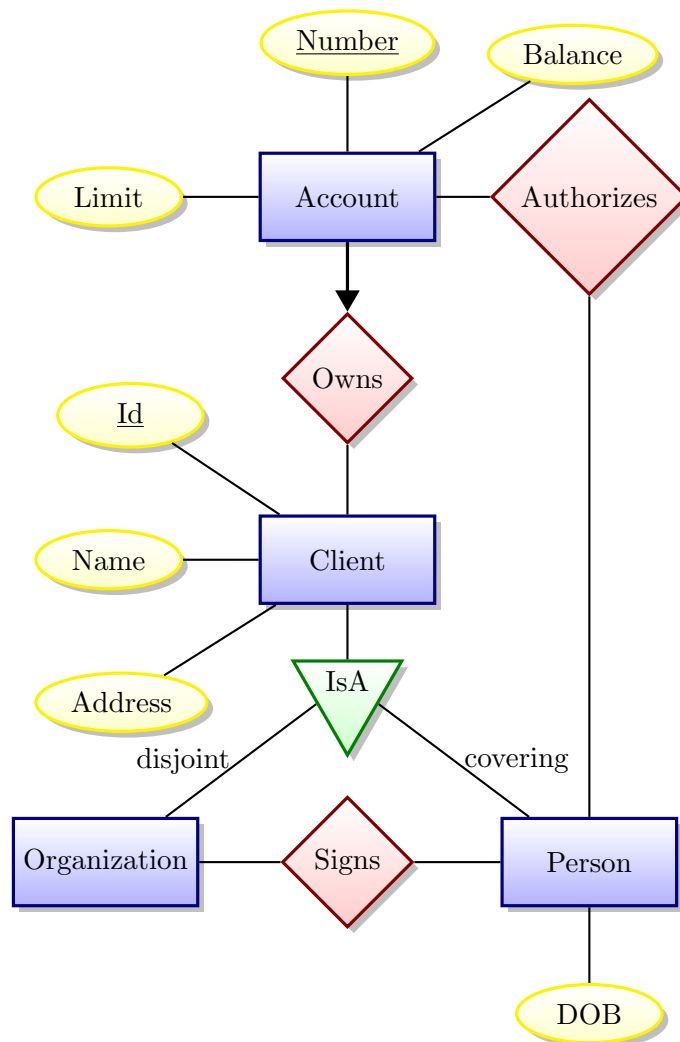 Number
Balance
Limit
Account
Authorizes
Owns
Id
Name
Client
Address
IsA
disjoint
covering
Organization
Signs
Person
DOB